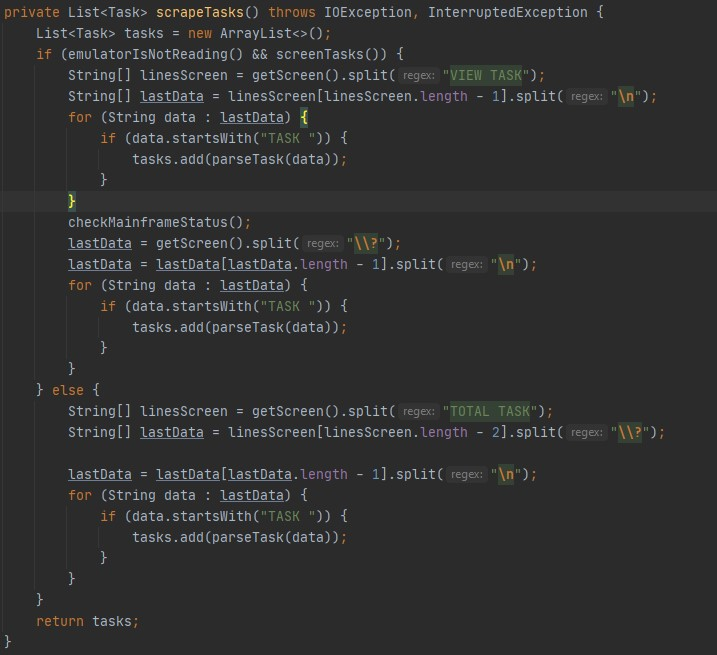 private List<Task> scrapeTasks() throws IOException, InterruptedException {
    List<Task> tasks = new ArrayList<>();
    if (emulatorIsNotReading() && screenTasks()) {
        String[] linesScreen = getScreen().split( regex: "VIEW TASK");
        String[] lastData = linesScreen[linesScreen.length - 1].split( regex: "\n");
        for (String data : lastData) {
            if (data.startsWith("TASK ")) {
                tasks.add(parseTask(data));
            }
        }
        checkMainframeStatus();
        lastData = getScreen().split( regex: "\\?");
        lastData = lastData[lastData.length - 1].split( regex: "\n");
        for (String data : lastData) {
            if (data.startsWith("TASK ")) {
                tasks.add(parseTask(data));
            }
        }
    } else {
        String[] linesScreen = getScreen().split( regex: "TOTAL TASK");
        String[] lastData = linesScreen[linesScreen.length - 2].split( regex: "\\?");

        lastData = lastData[lastData.length - 1].split( regex: "\n");
        for (String data : lastData) {
            if (data.startsWith("TASK ")) {
                tasks.add(parseTask(data));
            }
        }
    }
    return tasks;
}